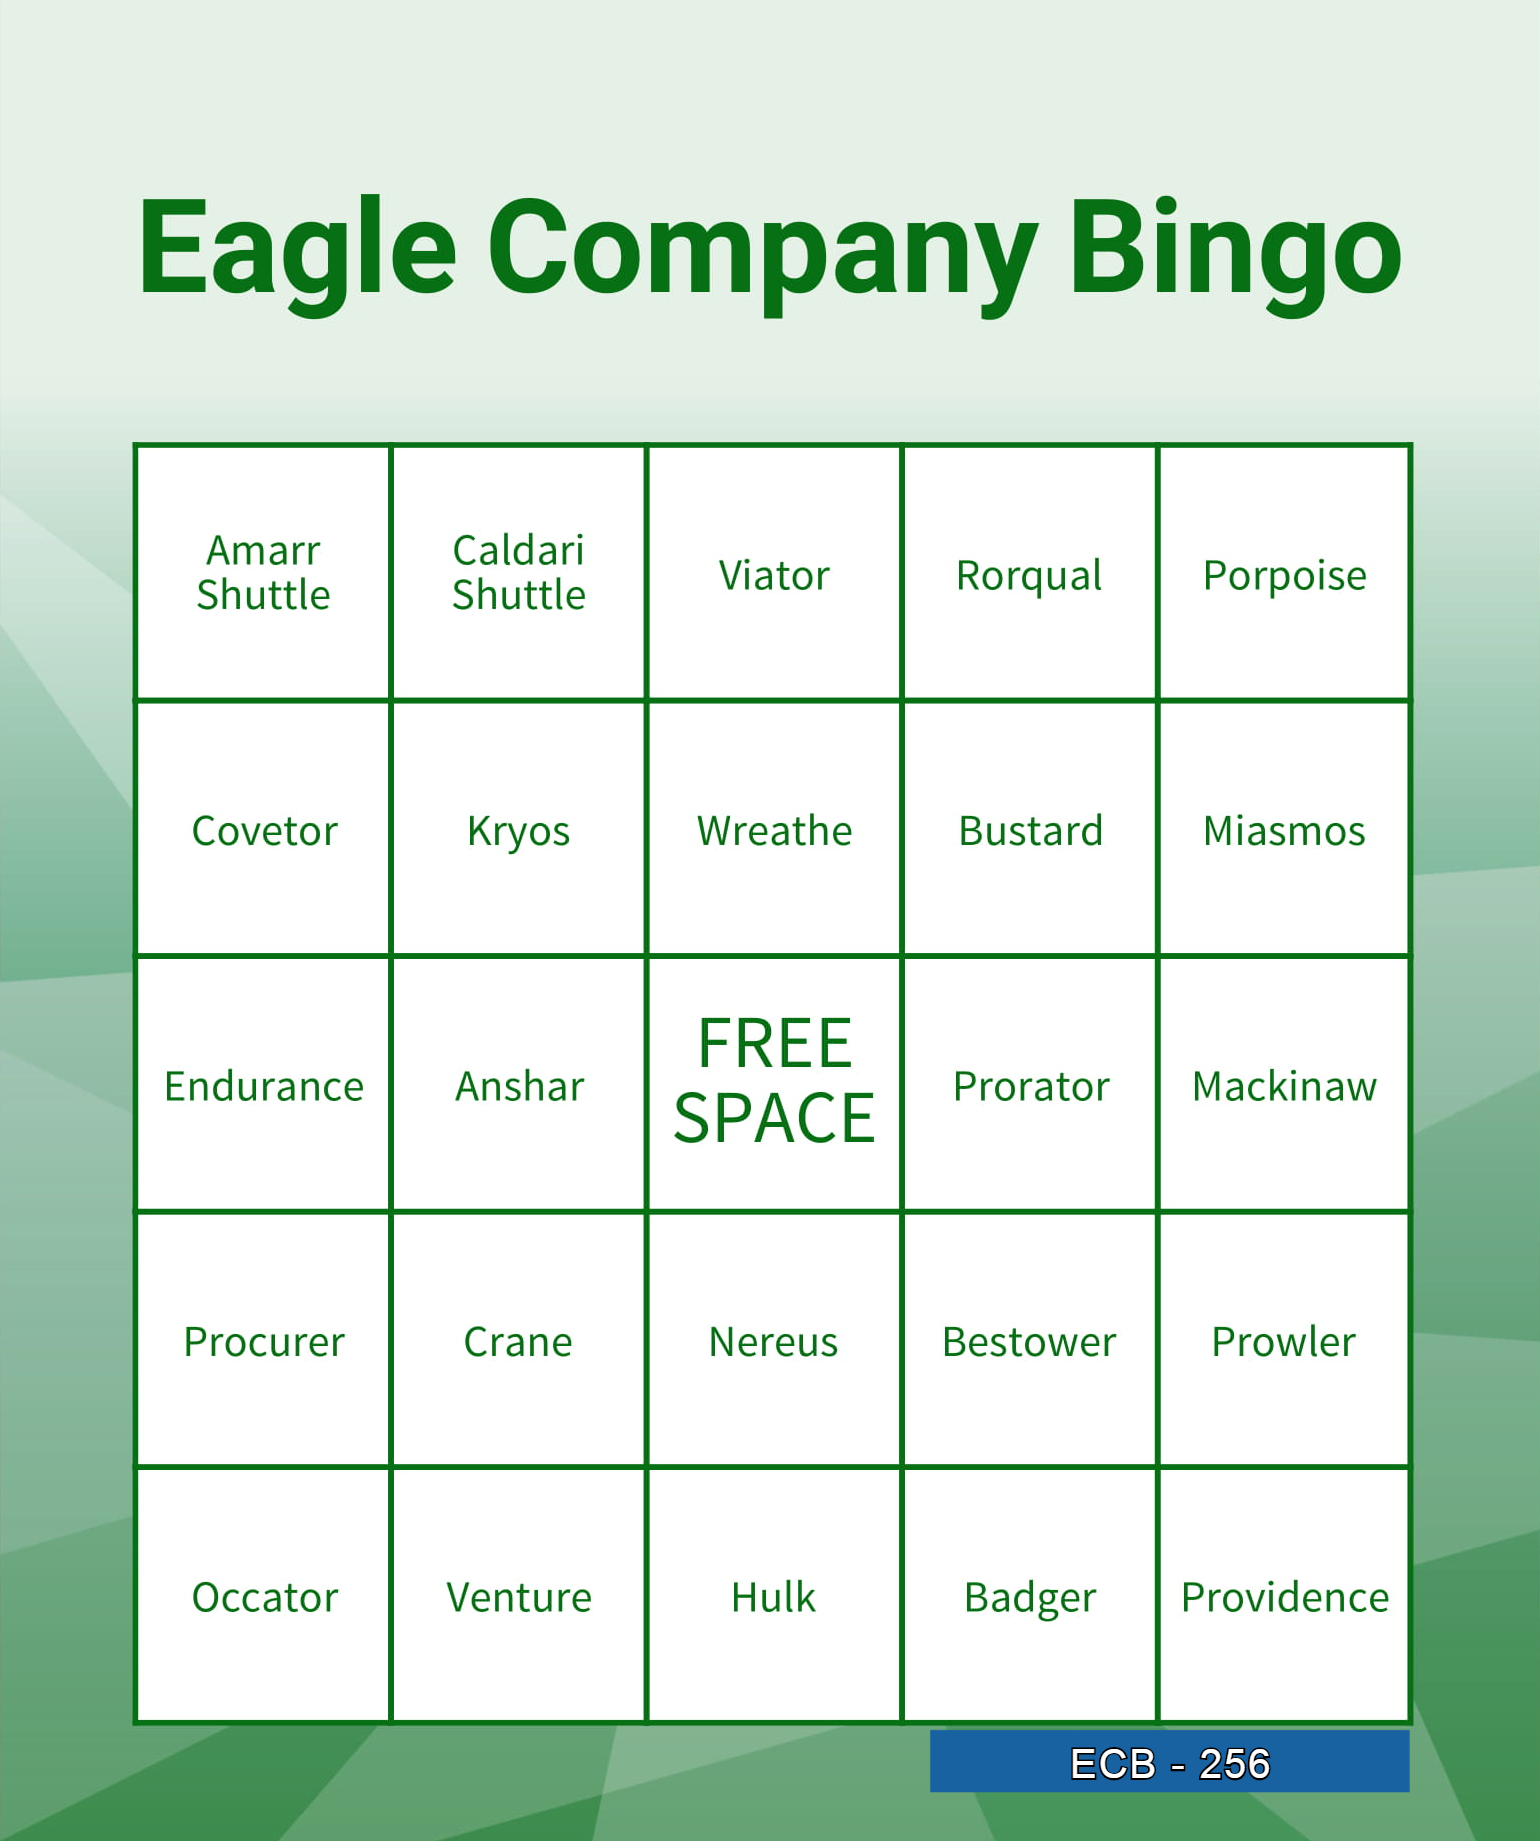 Eagle Company Bingo
Amarr
Shuttle
Caldari
Shuttle
Viator
Rorqual
Porpoise
Covetor
Kryos
Wreathe
Bustard
Miasmos
Endurance
Anshar
FREE
SPACE
Prorator
Mackinaw
Procurer
Crane
Nereus
Bestower
Prowler
Occator
Venture
Hulk
Badger
Providence
ECB - 256